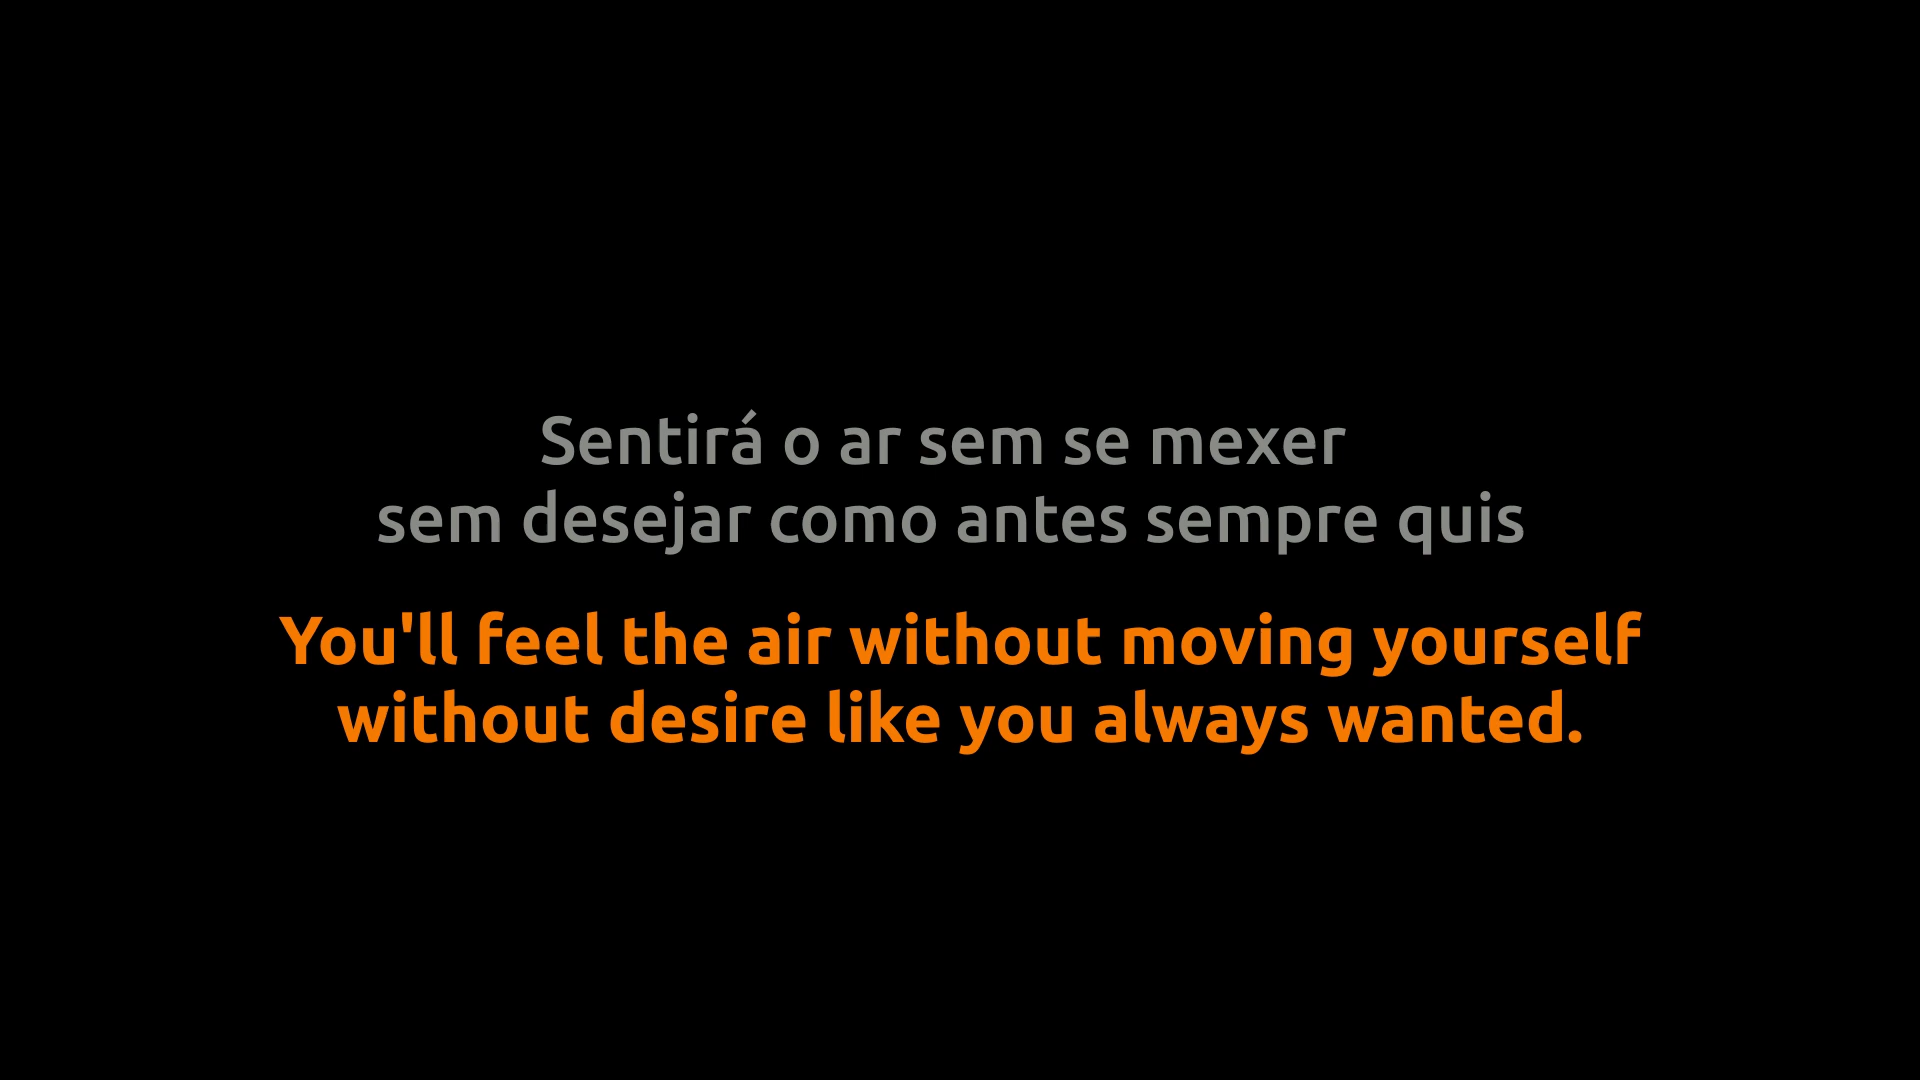 Sentirá o ar sem se mexer
sem desejar como antes sempre quis
You'll feel the air without moving yourself
without desire like you always wanted.